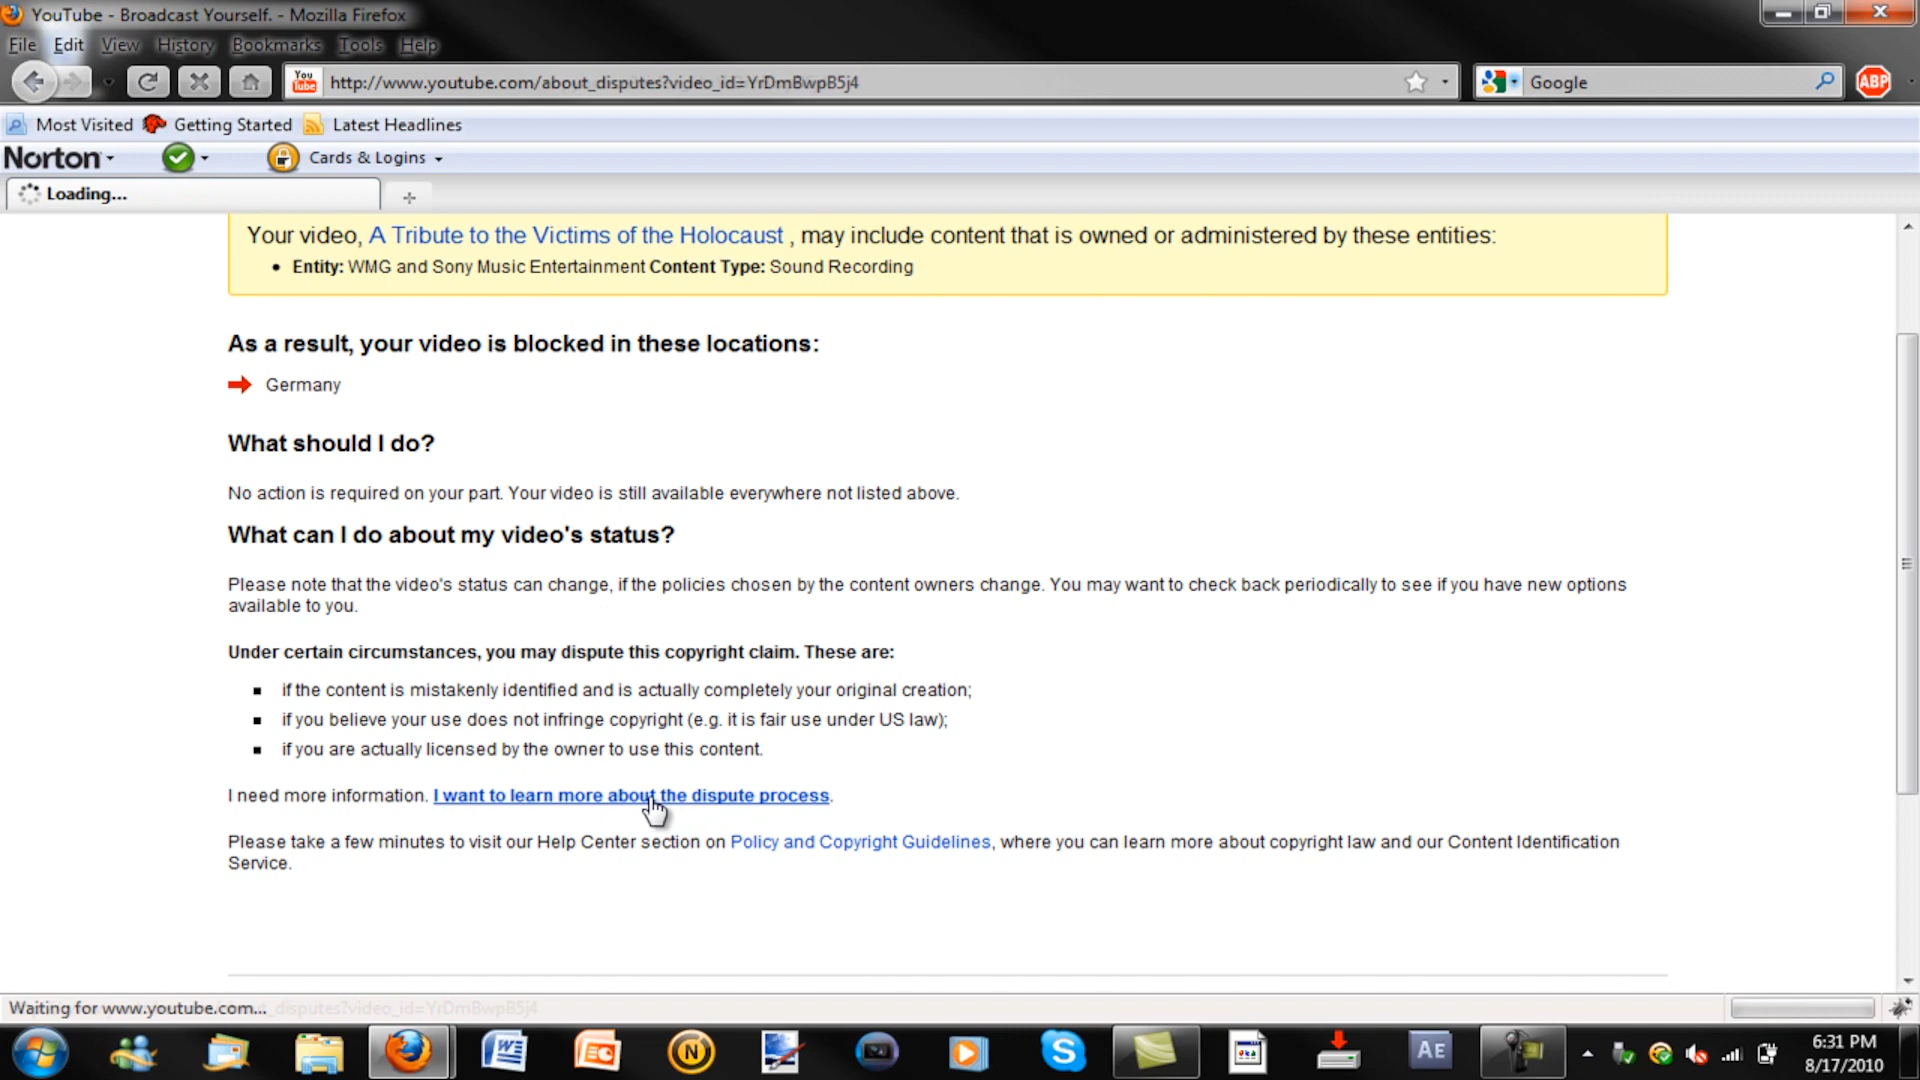 YouTube - Broadcast Yourself. - Mozilla Firefox
File Edit View History Bookmarks Tools Help
You Tube http://www.youtube.com/about_disputes?video_id=YrDmBwpB5j4 Google ABP
Most Visited Getting Started Latest Headlines
Norton Cards & Logins
Loading...
Your video, A Tribute to the Victims of the Holocaust , may include content that is owned or administered by these entities:
• Entity: WMG and Sony Music Entertainment Content Type: Sound Recording
As a result, your video is blocked in these locations:
Germany
What should I do?
No action is required on your part. Your video is still available everywhere not listed above.
What can I do about my video's status?
Please note that the video's status can change, if the policies chosen by the content owners change. You may want to check back periodically to see if you have new options
available to you.
Under certain circumstances, you may dispute this copyright claim. These are:
if the content is mistakenly identified and is actually completely your original creation;
if you believe your use does not infringe copyright (e.g. it is fair use under US law);
if you are actually licensed by the owner to use this content.
I need more information. I want to learn more about the dispute process.
Please take a few minutes to visit our Help Center section on Policy and Copyright Guidelines, where you can learn more about copyright law and our Content Identification
Service.
Waiting for www.youtube.com... t_disputes?video_id=YrDmBwpB5j4
N S AE 6:31 PM
8/17/2010